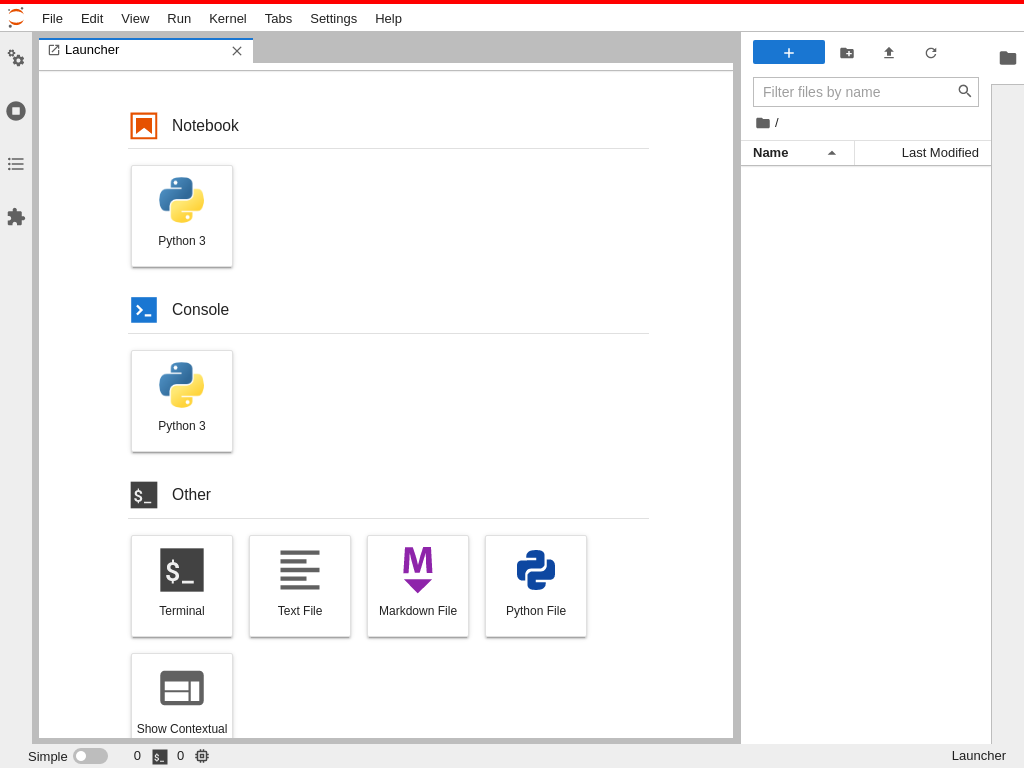 File Edit View Run Kernel Tabs Settings Help
Launcher
Filter files by name
/
Name Last Modified
Notebook
Python 3
Console
Python 3
$_ Other
$_ M
Terminal Text File Markdown File Python File
Show Contextual
Simple 0 $_ 0 Launcher